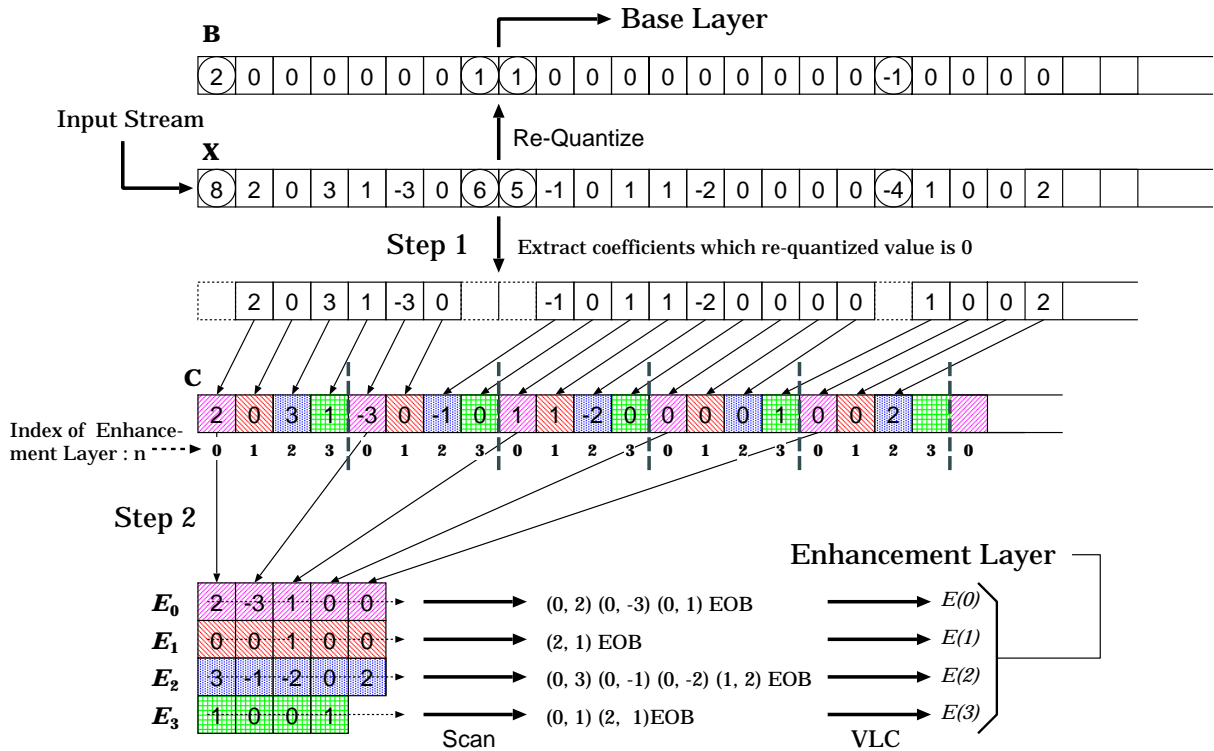 Base Layer
B
2 0 0 0 0 0 0 1 1 0 0 0 0 0 0 0 0 0 -1 0 0 0 0
Input Stream
Re-Quantize
X
8 2 0 3 1 -3 0 6 5 -1 0 1 1 -2 0 0 0 0 -4 1 0 0 2
Step 1 Extract coefficients which re-quantized value is 0
2 0 3 1 -3 0 -1 0 1 1 -2 0 0 0 0 1 0 0 2
C
2 0 3 1 -3 0 -1 0 1 1 -2 0 0 0 0 1 0 0 2
Index of Enhance-
ment Layer : n
0 1 2 3 0 1 2 3 0 1 2 3 0 1 2 3 0 1 2 3 0
Step 2
Enhancement Layer
E0 2 -3 1 0 0 (0, 2) (0, -3) (0, 1) EOB E(0)
E1 0 0 1 0 0 (2, 1) EOB E(1)
E2 3 -1 -2 0 2 (0, 3) (0, -1) (0, -2) (1, 2) EOB E(2)
E3 1 0 0 1 (0, 1) (2, 1)EOB E(3)
Scan VLC